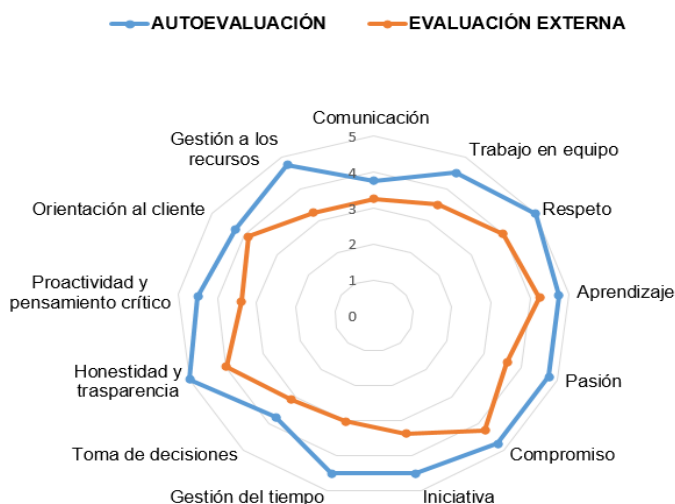 AUTOEVALUACIÓN
EVALUACIÓN EXTERNA
Comunicación
Trabajo en equipo
Respeto
Aprendizaje
Pasión
Compromiso
Iniciativa
Gestión del tiempo
Toma de decisiones
Honestidad y
trasparencia
Proactividad y
pensamiento crítico
Orientación al cliente
Gestión a los
recursos
5
4
3
2
1
0